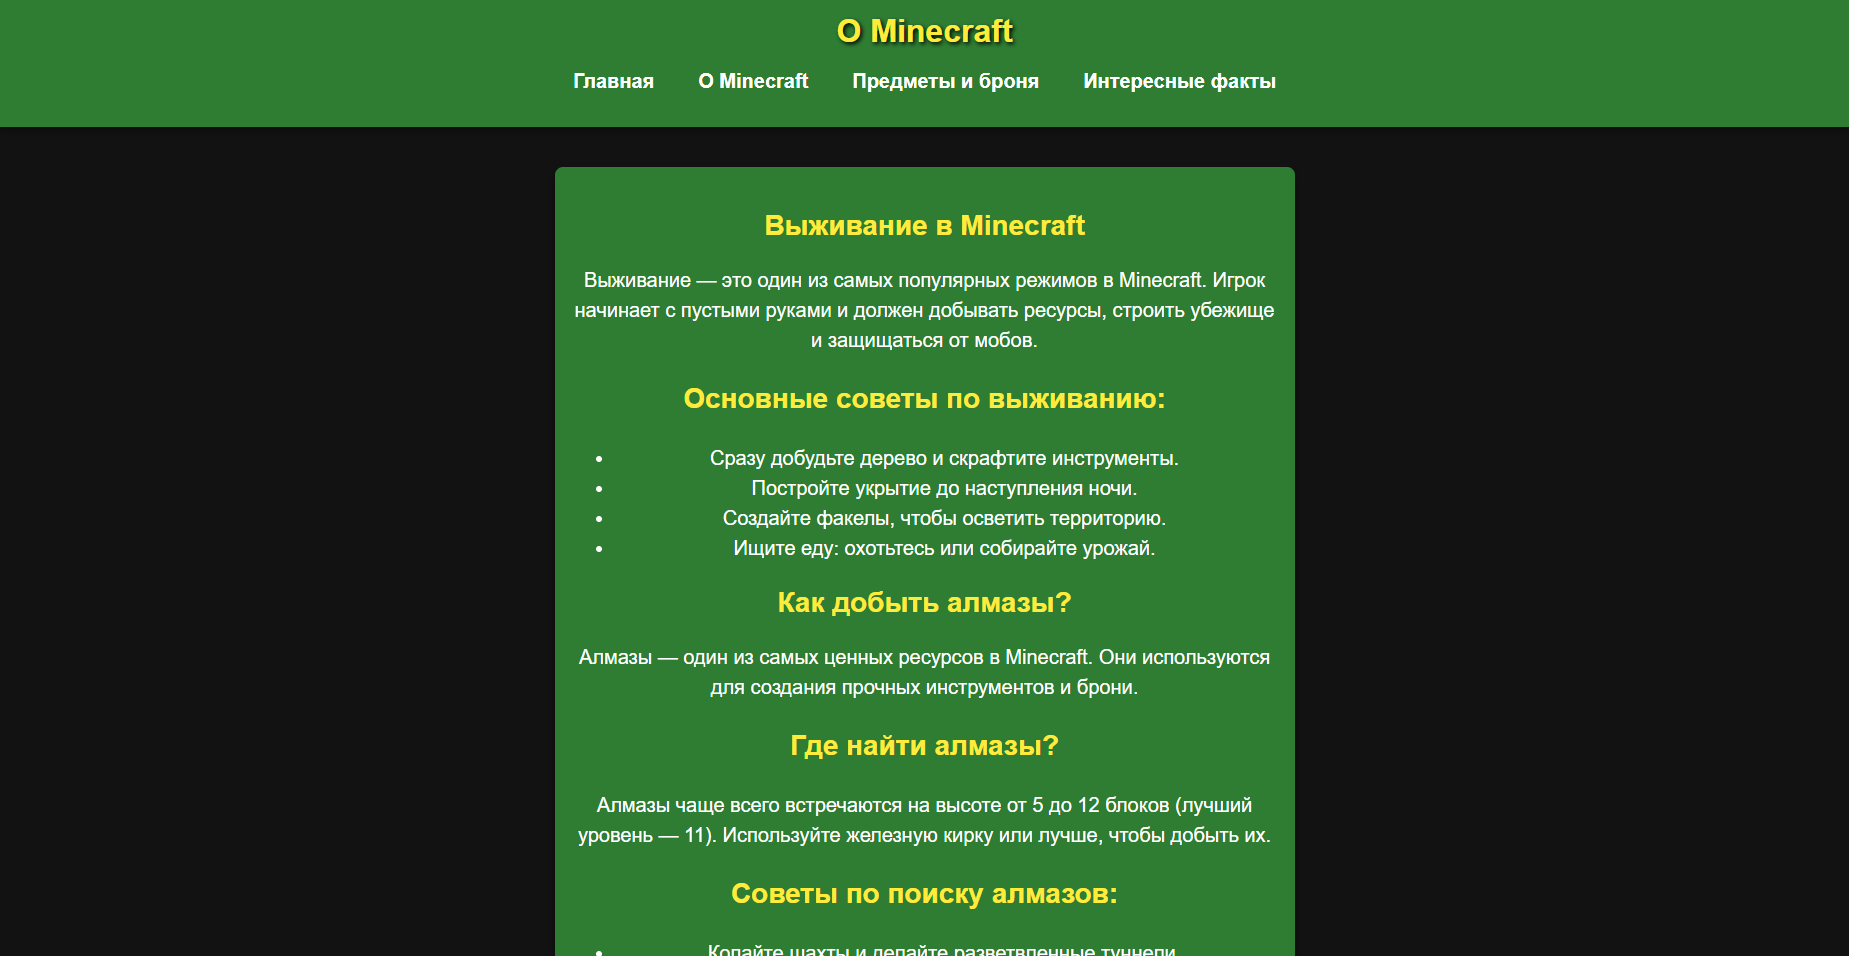 О Minecraft
Главная О Minecraft Предметы и броня Интересные факты
Выживание в Minecraft
Выживание — это один из самых популярных режимов в Minecraft. Игрок
начинает с пустыми руками и должен добывать ресурсы, строить убежище
и защищаться от мобов.
Основные советы по выживанию:
• Сразу добудьте дерево и скрафтите инструменты.
• Постройте укрытие до наступления ночи.
• Создайте факелы, чтобы осветить территорию.
• Ищите еду: охотьтесь или собирайте урожай.
Как добыть алмазы?
Алмазы — один из самых ценных ресурсов в Minecraft. Они используются
для создания прочных инструментов и брони.
Где найти алмазы?
Алмазы чаще всего встречаются на высоте от 5 до 12 блоков (лучший
уровень — 11). Используйте железную кирку или лучше, чтобы добыть их.
Советы по поиску алмазов:
• Копайте шахты и делайте разветвленные туннели.